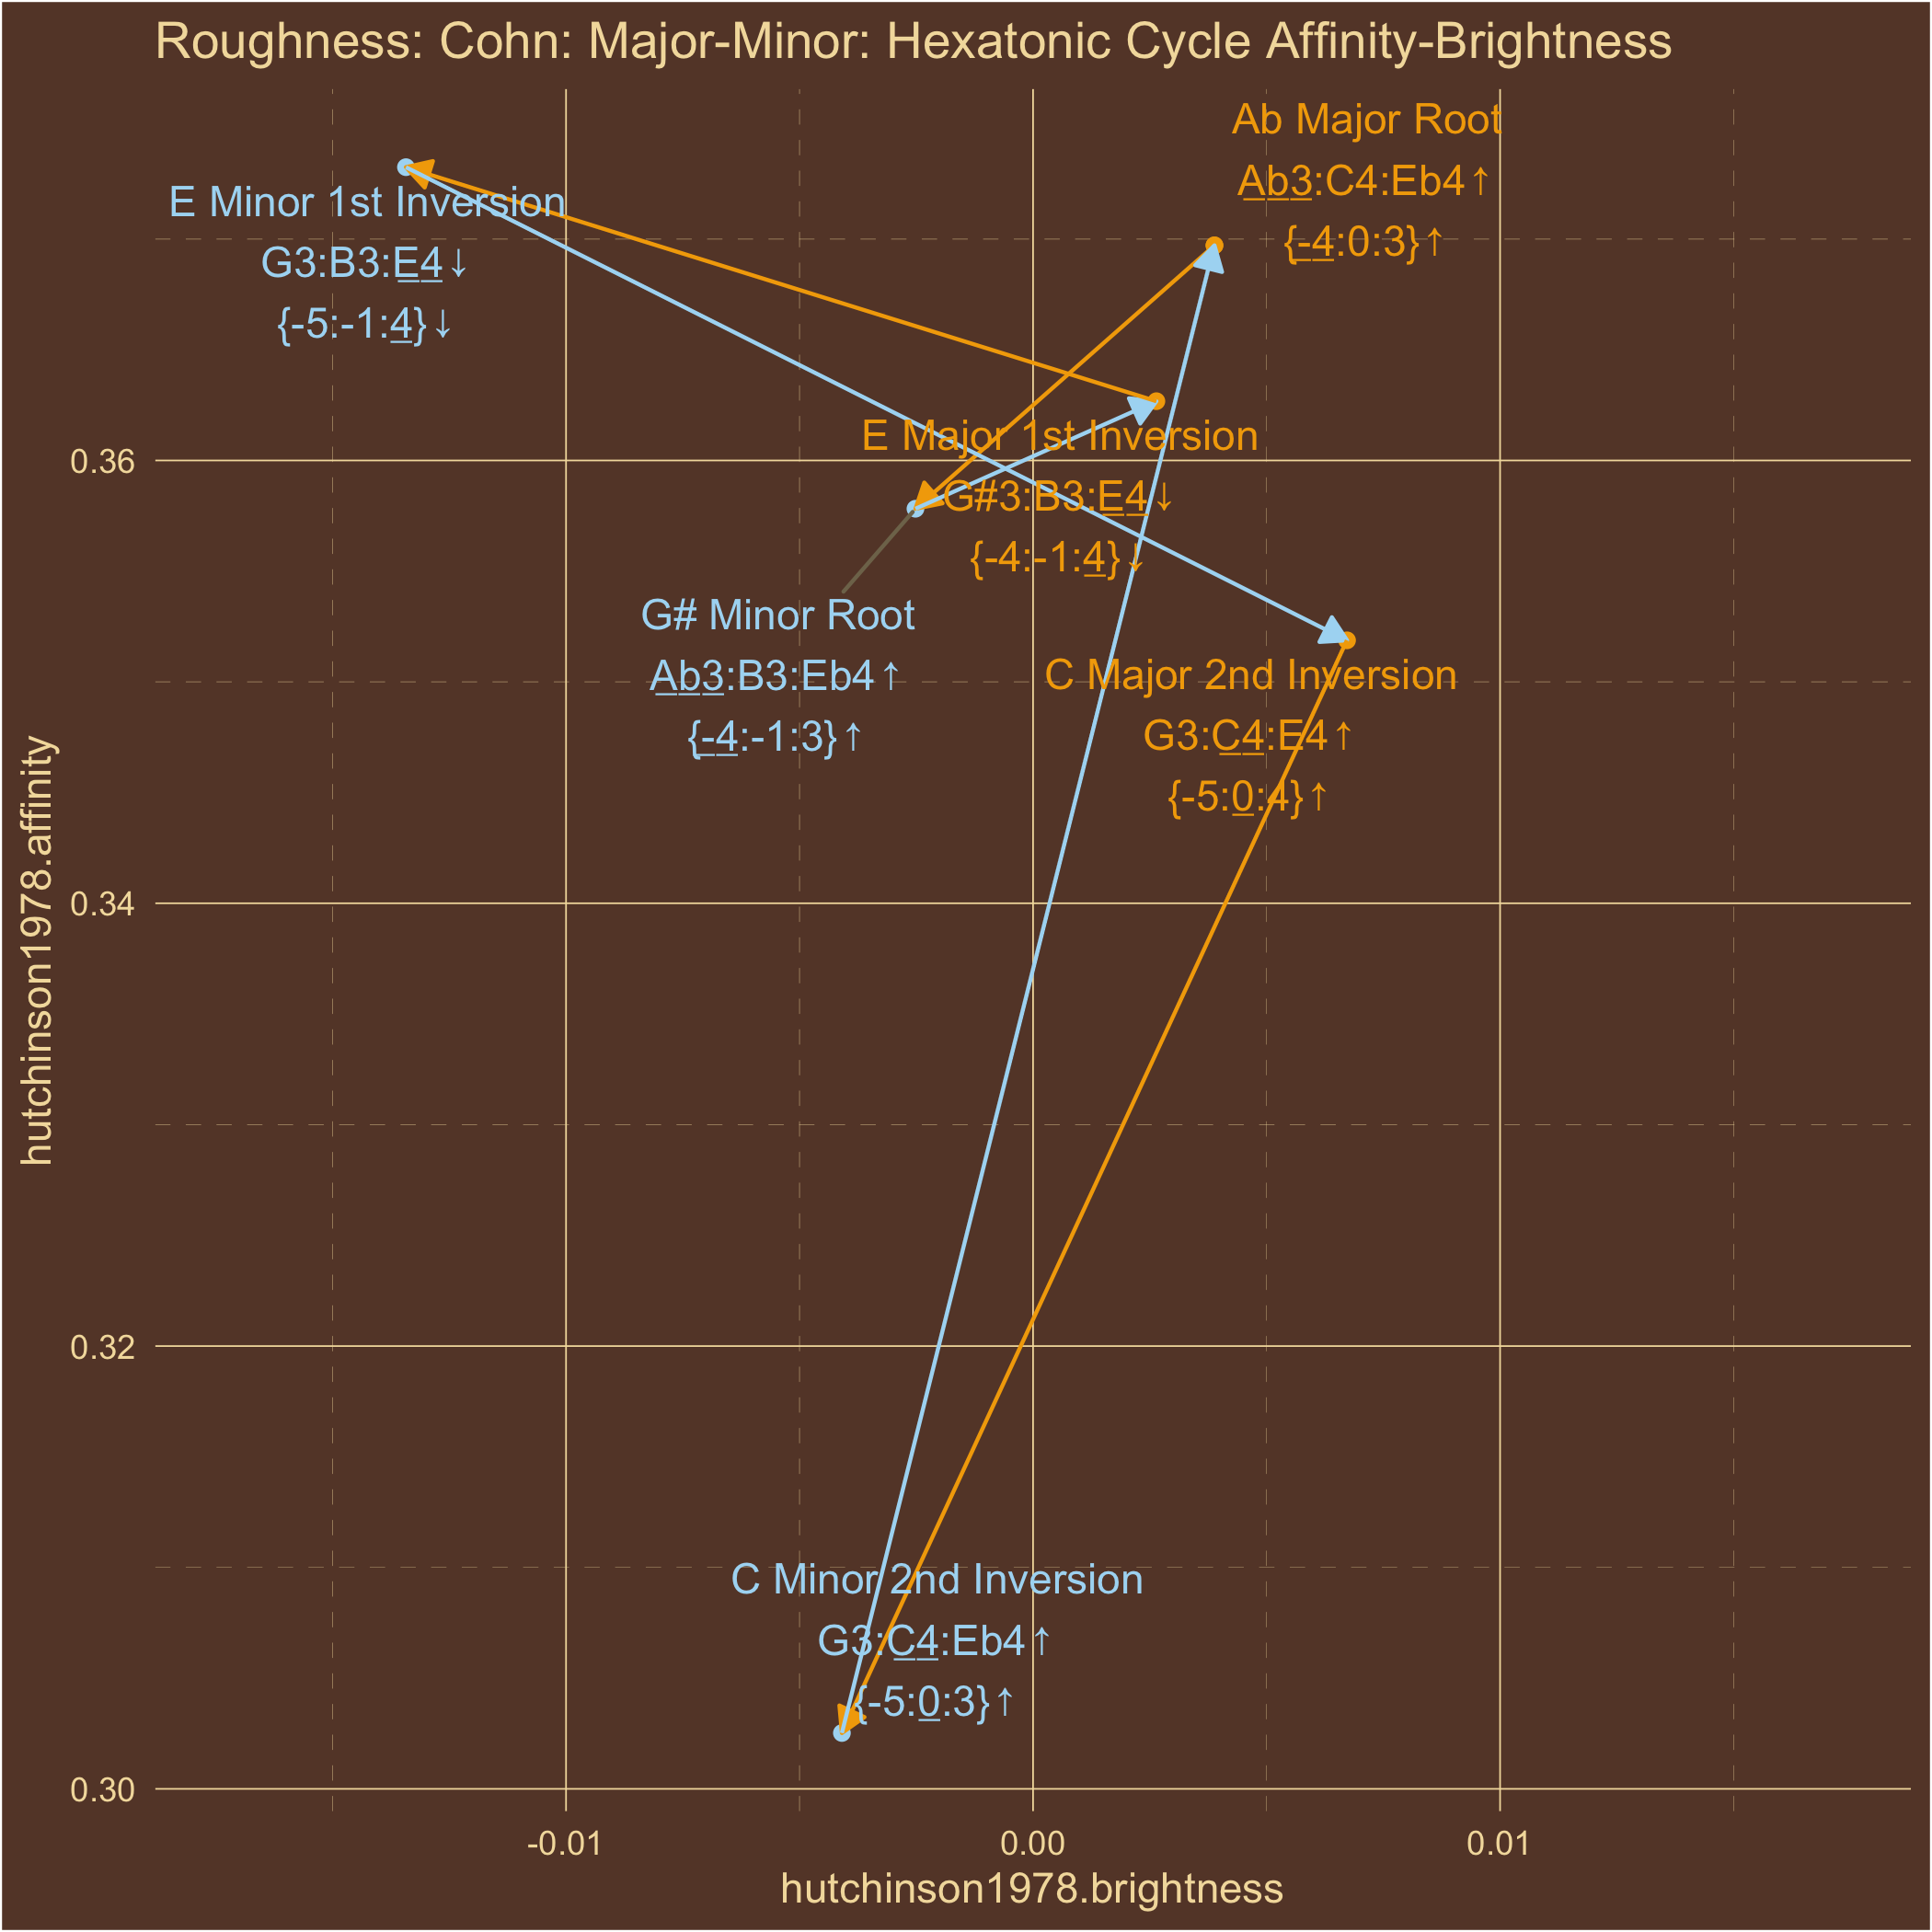 Roughness: Cohn: Major-Minor: Hexatonic Cycle Affinity-Brightness
Ab Major Root
Ab3:C4:Eb4↑
{-4:0:3}↑
E Minor 1st Inversion
G3:B3:E4↓
{-5:-1:4}↓
E Major 1st Inversion
G#3:B3:E4↓
{-4:-1:4}↓
G# Minor Root
Ab3:B3:Eb4↑
{-4:-1:3}↑
C Major 2nd Inversion
G3:C4:E4↑
{-5:0:4}↑
C Minor 2nd Inversion
G3:C4:Eb4↑
{-5:0:3}↑
0.36
0.34
0.32
0.30
hutchinson1978.affinity
-0.01
0.00
0.01
hutchinson1978.brightness